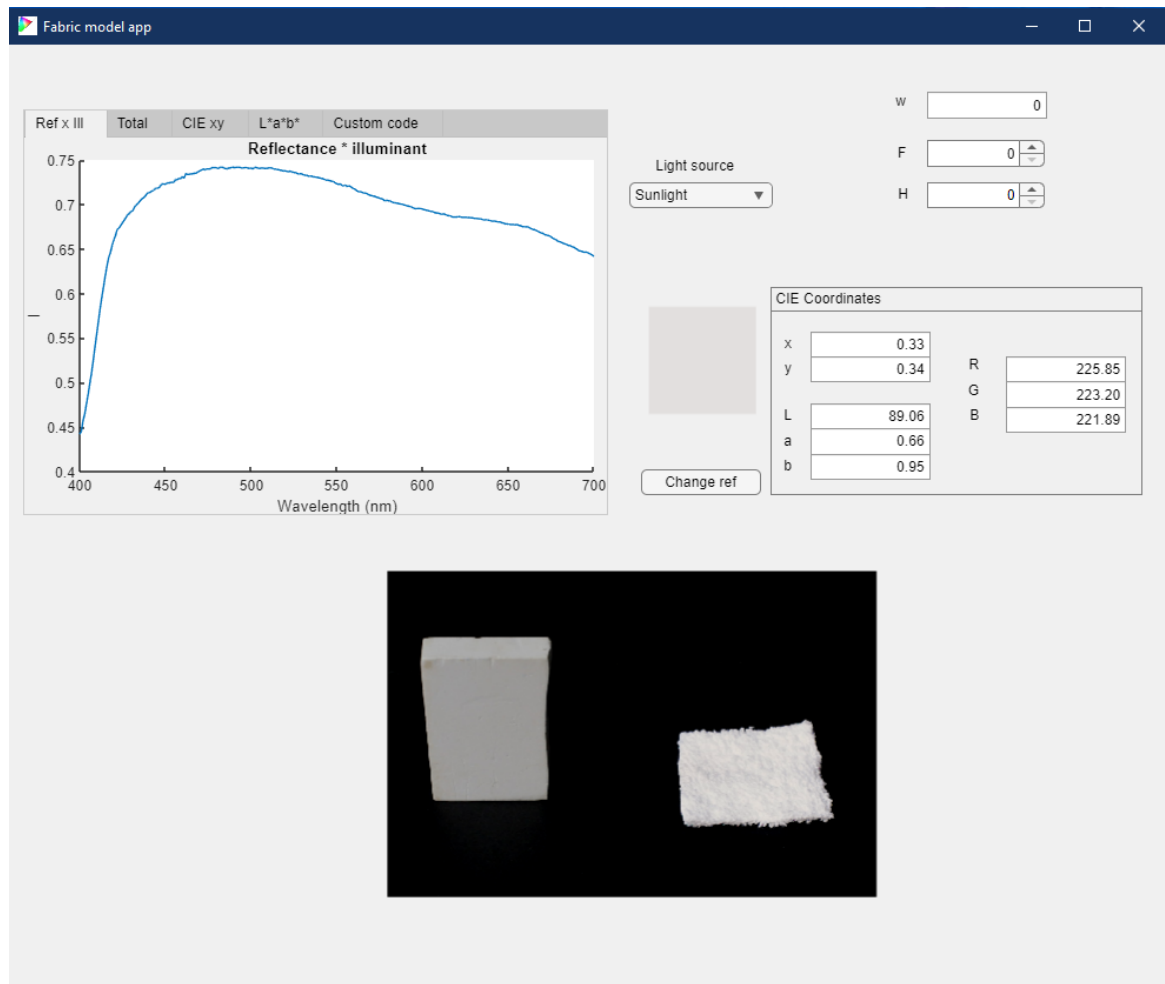 Fabric model app
Ref x Ill Total CIE xy L*a*b* Custom code
Reflectance * illuminant
0.75
0.7
0.65
0.6
0.55
0.5
0.45
0.4
I
400 450 500 550 600 650 700
Wavelength (nm)
Light source
Sunlight
w 0
F 0
H 0
CIE Coordinates
x 0.33
y 0.34
L 89.06
a 0.66
b 0.95
R 225.85
G 223.20
B 221.89
Change ref